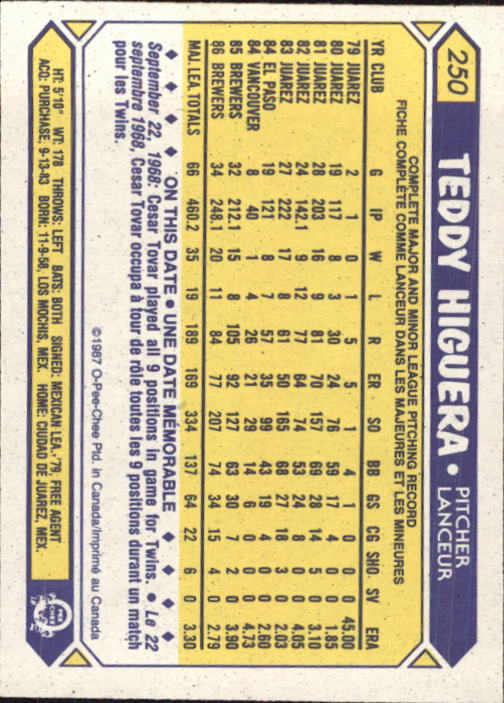 250
TEDDY HIGUERA • PITCHER
LANCEUR
COMPLETE MAJOR AND MINOR LEAGUE PITCHING RECORD
FICHE COMPLÈTE COMME LANCEUR DANS LES MAJEURES ET LES MINEURES
YR CLUB G IP W L R ER SO BB GS CG SHO. SV ERA
79 JUAREZ 2 1 0 1 5 5 1 4 1 0 0 0 45.00
80 JUAREZ 19 117 8 3 30 24 76 59 17 4 0 0 1.85
81 JUAREZ 28 203 16 9 81 70 157 69 28 14 5 0 3.10
82 JUAREZ 24 142.1 9 12 77 64 74 53 24 8 0 0 4.05
83 JUAREZ 27 222 17 8 61 50 165 68 27 18 3 0 2.03
84 EL PASO 19 121 8 7 57 35 99 43 19 4 0 0 2.60
84 VANCOUVER 8 40 1 4 26 21 29 14 6 0 0 0 4.73
85 BREWERS 32 212.1 15 8 105 92 127 63 30 7 2 0 3.90
86 BREWERS 34 248.1 20 11 84 77 207 74 34 15 4 0 2.79
MAJ. LEA. TOTALS 66 460.2 35 19 189 169 334 137 64 22 6 0 3.30
ON THIS DATE • UNE DATE MÉMORABLE
September 22, 1968: Cesar Tovar played all 9 positions in game for Twins. • Le 22
septembre 1968, Cesar Tovar occupa à tour de rôle toutes les 9 positions durant un match
pour les Twins.
©1987 O-Pee-Chee Ptd. in Canada/Imprimé au Canada
HT: 5'10" WT: 178 THROWS: LEFT BATS: BOTH SIGNED: MEXICAN LEA.-'79, FREE AGENT
ACQ: PURCHASE, 9-13-83 BORN: 11-9-58, LOS MOCHIS, MEX. HOME: CIUDAD DE JUAREZ, MEX.
O
PEE
CHEE